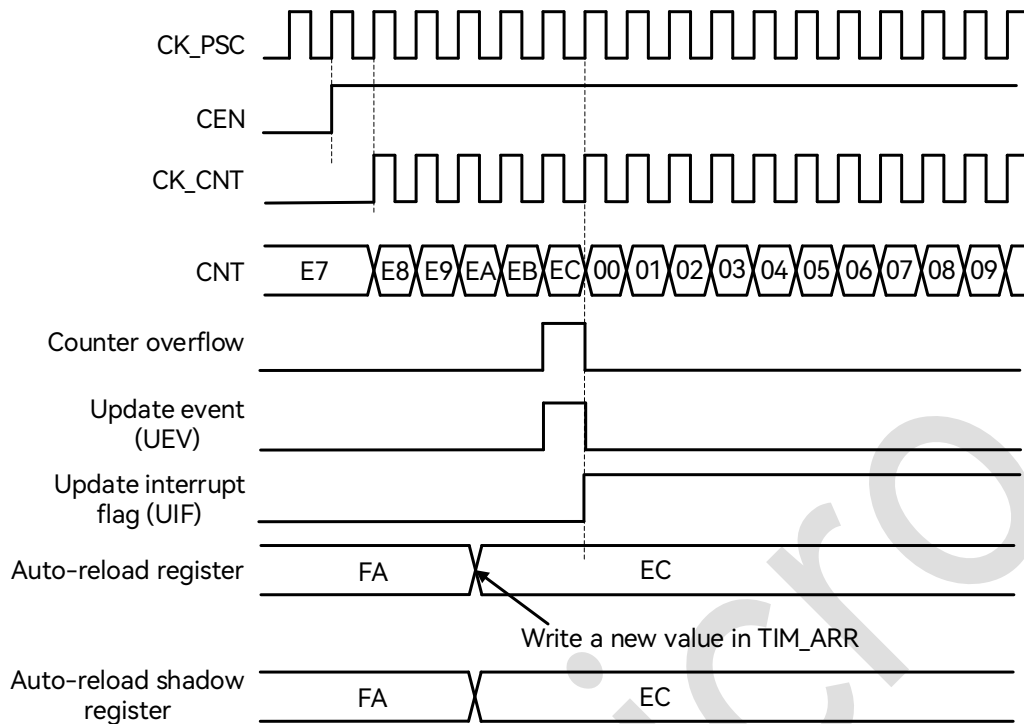 CK_PSC
CEN
CK_CNT
CNT E7 E8 E9 EA EB EC 00 01 02 03 04 05 06 07 08 09
Counter overflow
Update event
(UEV)
Update interrupt
flag (UIF)
Auto-reload register FA EC
Write a new value in TIM_ARR
Auto-reload shadow
register FA EC
icro